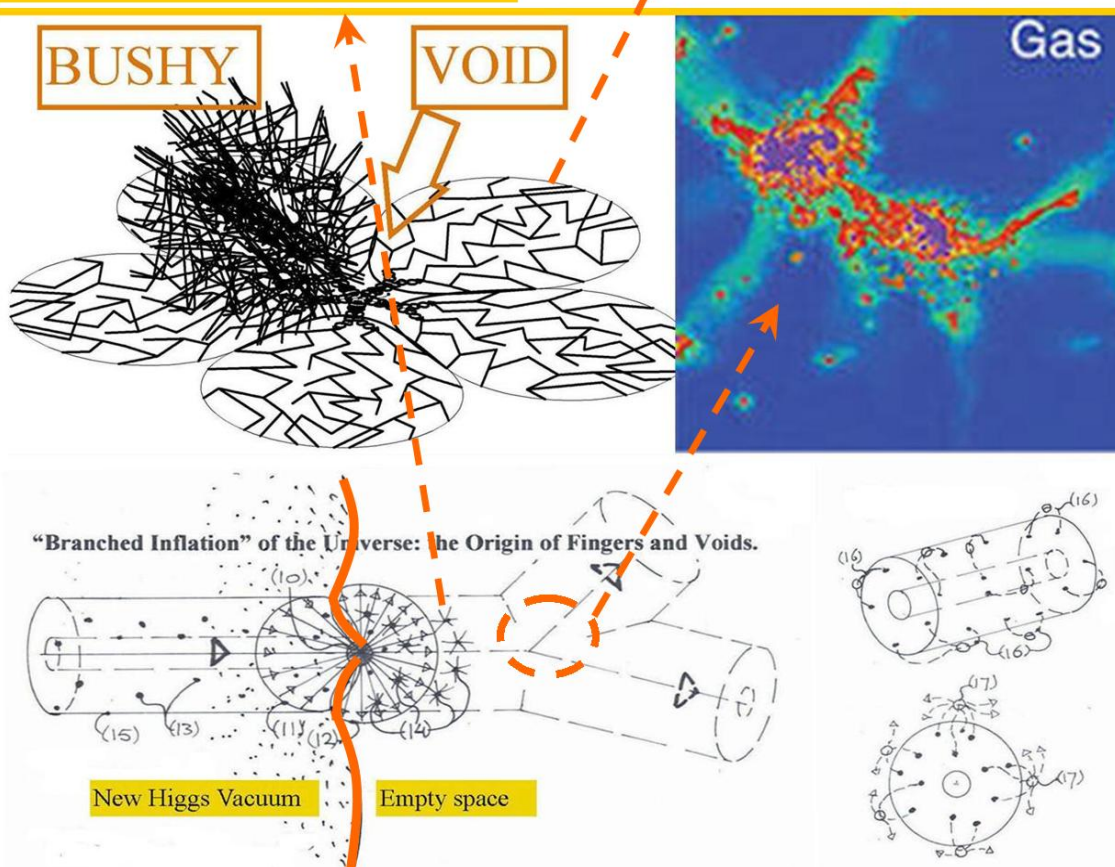 BUSHY
VOID
Gas
"Branched Inflation" of the Universe: the Origin of Fingers and Voids.
(10)
(15)
(13)
(11)
(12)
(14)
New Higgs Vacuum
Empty space
(16)
(16)
(16)
(17)
(17)